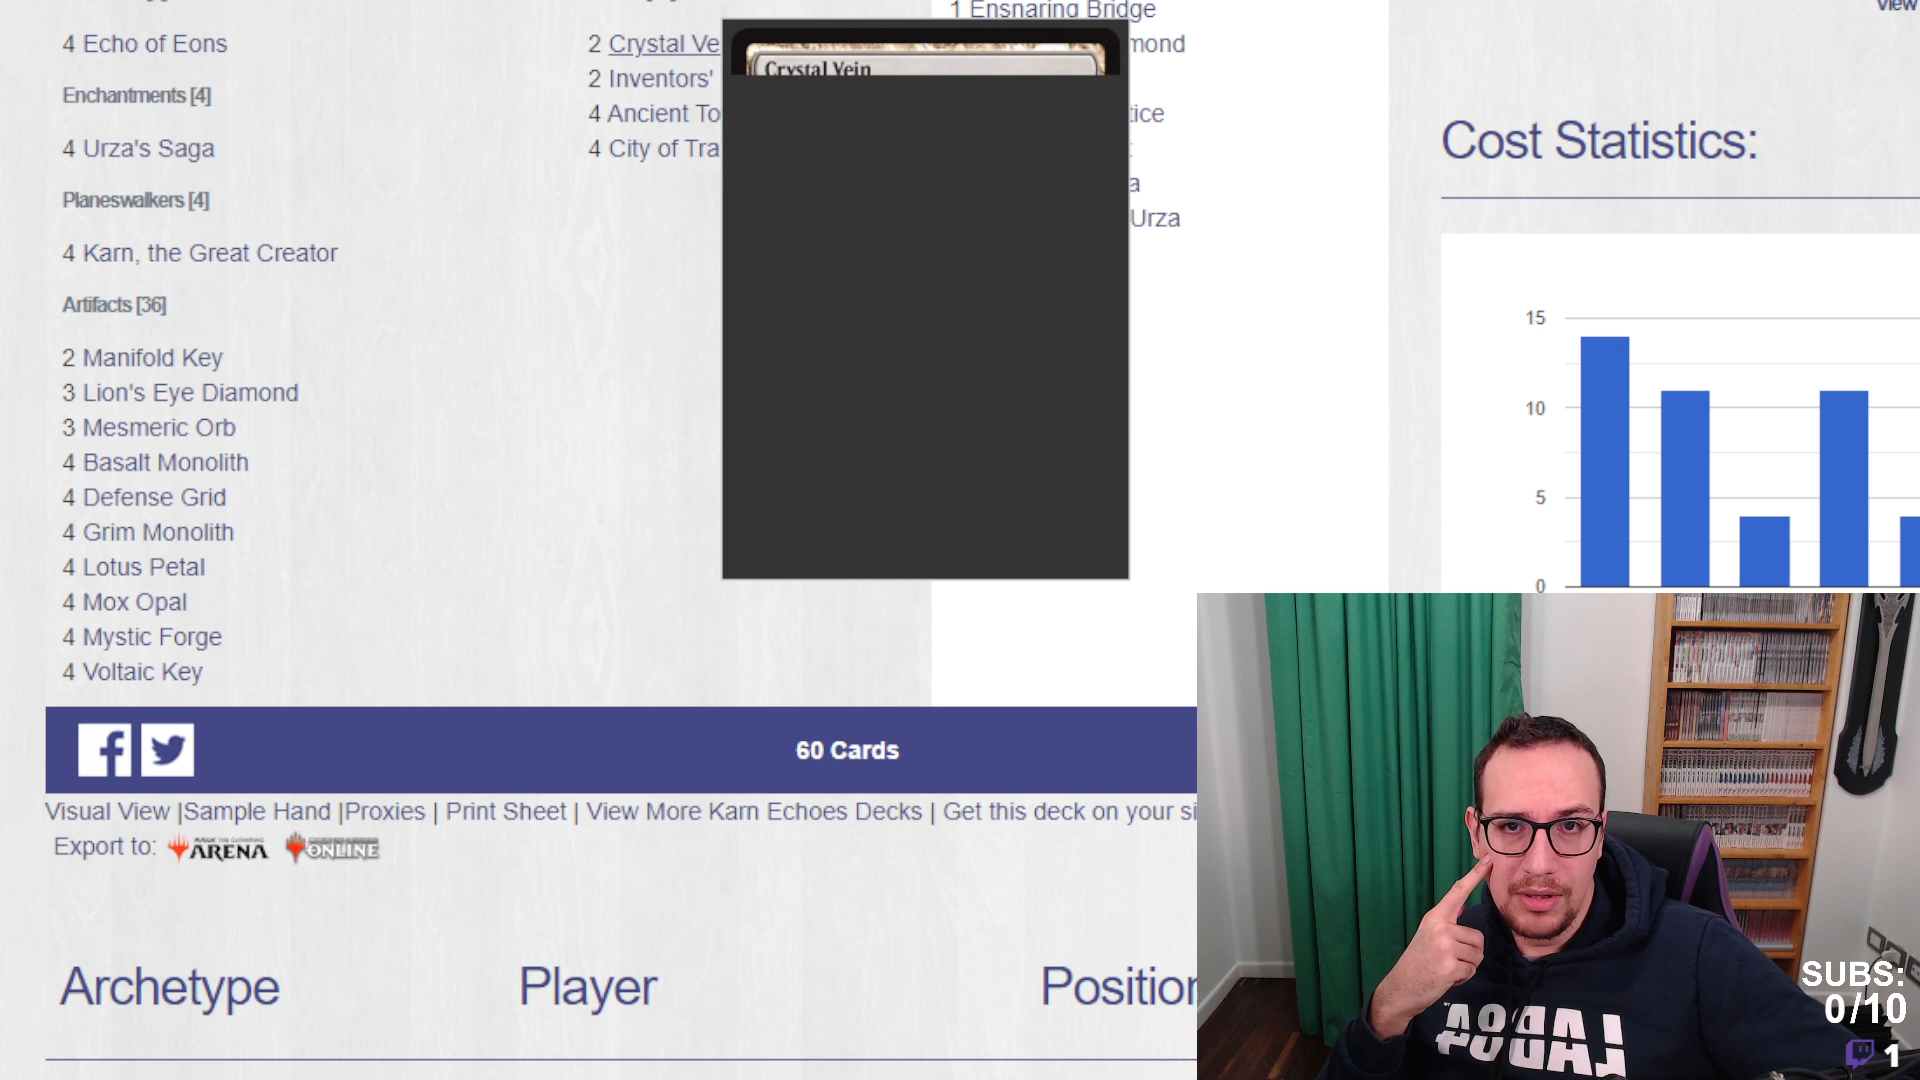 4 Echo of Eons
Enchantments [4]
4 Urza's Saga
Planeswalkers [4]
4 Karn, the Great Creator
Artifacts [36]
2 Manifold Key
3 Lion's Eye Diamond
3 Mesmeric Orb
4 Basalt Monolith
4 Defense Grid
4 Grim Monolith
4 Lotus Petal
4 Mox Opal
4 Mystic Forge
4 Voltaic Key
2 Crystal Ve
2 Inventors'
4 Ancient To
4 City of Tra
Crystal Vein
1 Ensnaring Bridge
mond
tice
a
Urza
View
Cost Statistics:
15
10
5
0
60 Cards
Visual View |Sample Hand |Proxies | Print Sheet | View More Karn Echoes Decks | Get this deck on your si
Export to: ARENA ONLINE
Archetype Player Position
LAB84
SUBS:
0/10
1